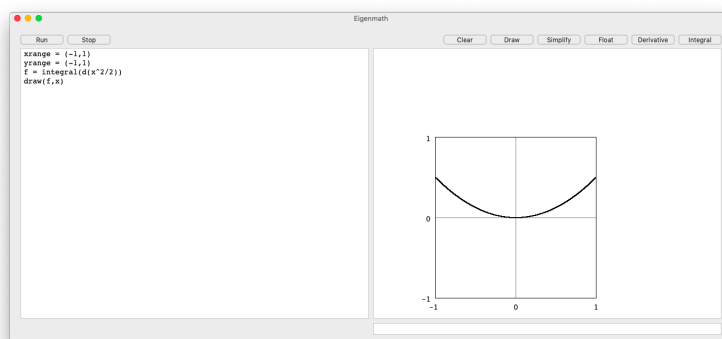 Eigenmath
Run Stop Clear Draw Simplify Float Derivative Integral
xrange = (-1,1)
yrange = (-1,1)
f = integral(d(x^2/2))
draw(f,x)
1
0
-1
-1 0 1